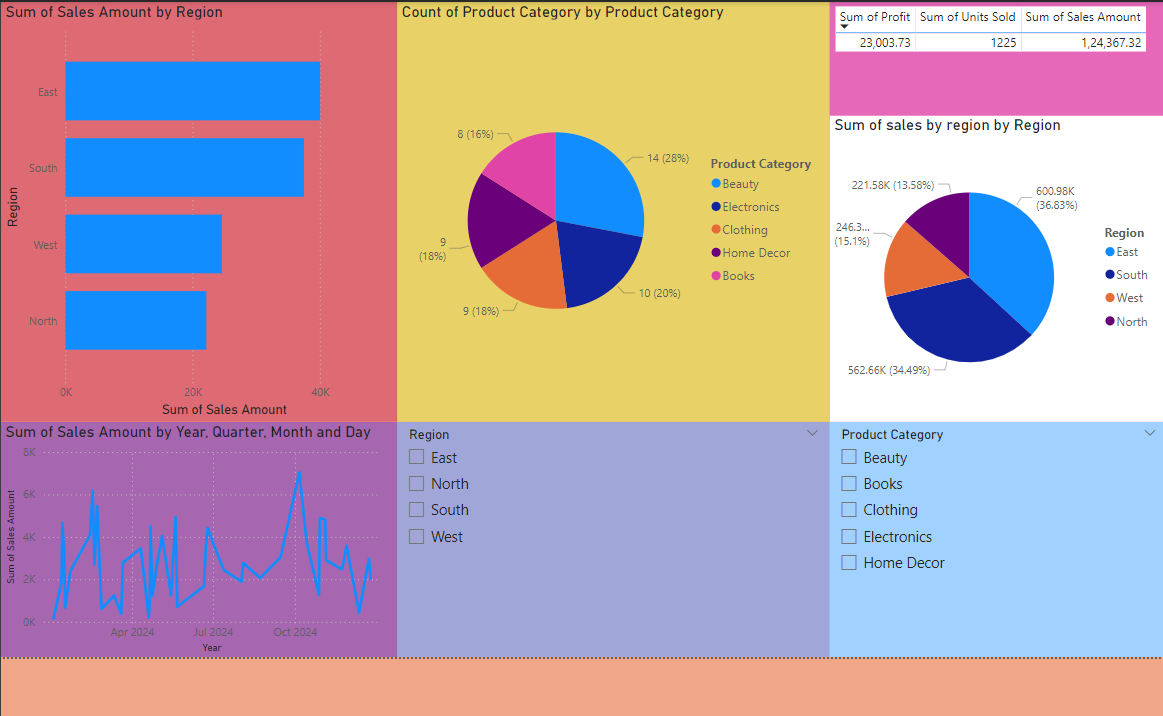 Sum of Sales Amount by Region
East
South
West
North
Region
0K
20K
40K
Sum of Sales Amount
Count of Product Category by Product Category
8 (16%)
14 (28%)
9
(18%)
9 (18%)
10 (20%)
Product Category
Beauty
Electronics
Clothing
Home Decor
Books
Sum of Profit Sum of Units Sold Sum of Sales Amount
23,003.73 1225 1,24,367.32
Sum of sales by region by Region
221.58K (13.58%)
600.98K
(36.83%)
246.3...
(15.1%)
562.66K (34.49%)
Region
East
South
West
North
Sum of Sales Amount by Year, Quarter, Month and Day
8K
6K
4K
2K
0K
Sum of Sales Amount
Apr 2024
Jul 2024
Oct 2024
Year
Region
East
North
South
West
Product Category
Beauty
Books
Clothing
Electronics
Home Decor